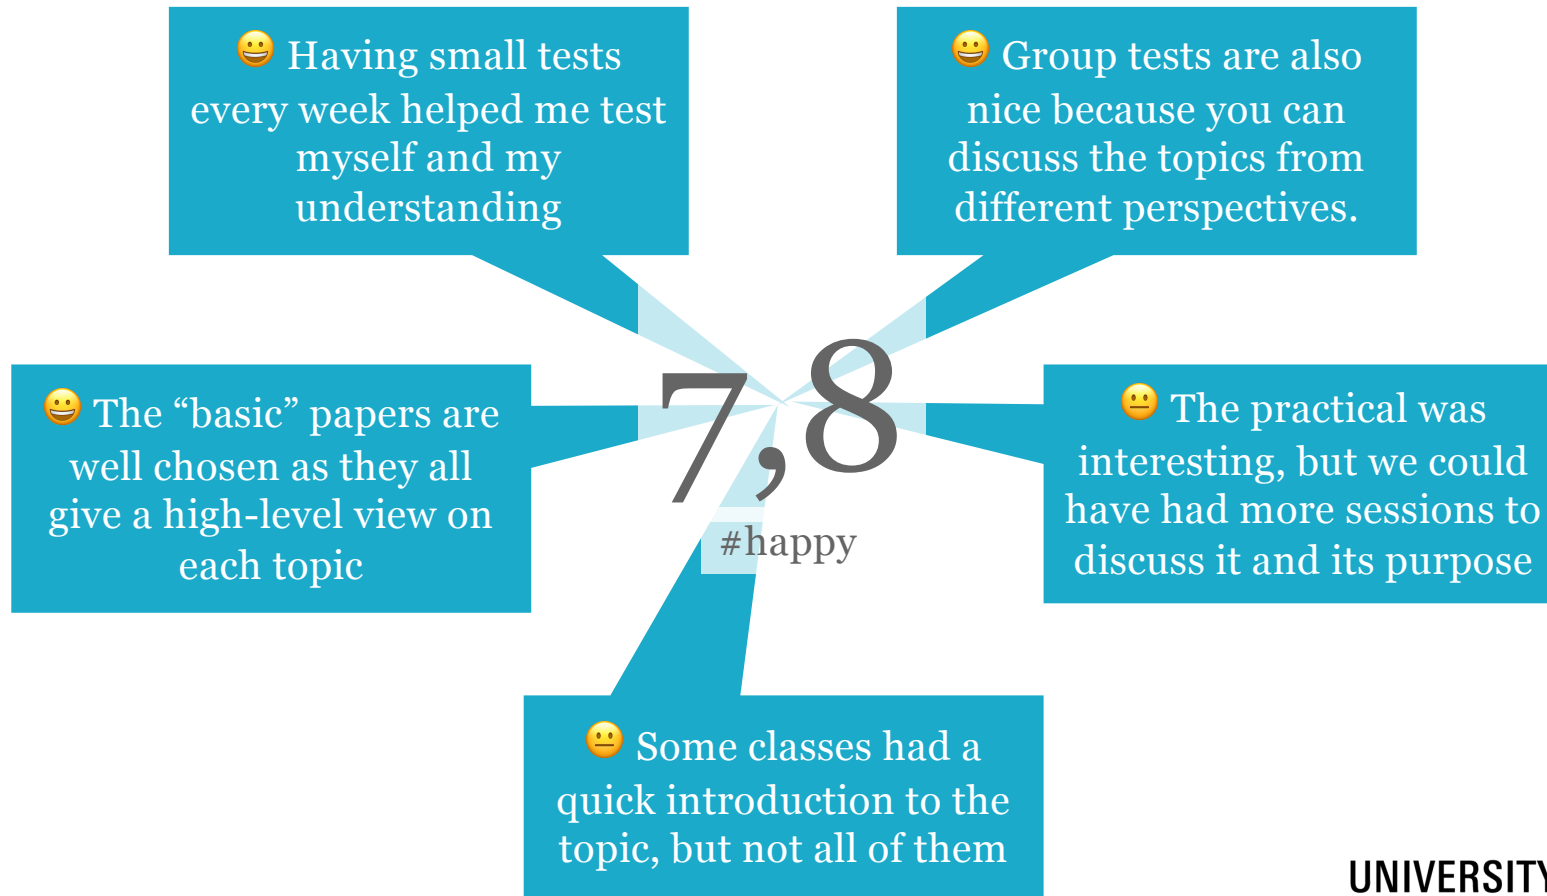 😀 Having small tests
every week helped me test
myself and my
understanding
😀 Group tests are also
nice because you can
discuss the topics from
different perspectives.
😀 The “basic” papers are
well chosen as they all
give a high-level view on
each topic
7,8
#happy
😐 The practical was
interesting, but we could
have had more sessions to
discuss it and its purpose
😐 Some classes had a
quick introduction to the
topic, but not all of them
UNIVERSITY